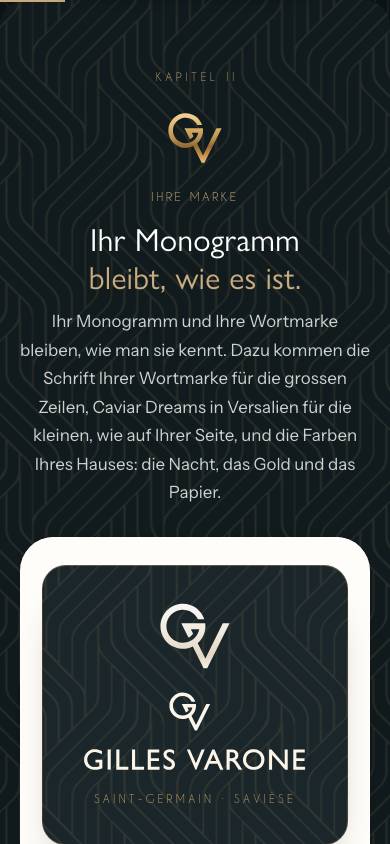 KAPITEL II
GV
IHRE MARKE
Ihr Monogramm
bleibt, wie es ist.
Ihr Monogramm und Ihre Wortmarke
bleiben, wie man sie kennt. Dazu kommen die
Schrift Ihrer Wortmarke für die grossen
Zeilen, Caviar Dreams in Versalien für die
kleinen, wie auf Ihrer Seite, und die Farben
Ihres Hauses: die Nacht, das Gold und das
Papier.
GV
GV
GILLES VARONE
SAINT-GERMAIN · SAVIÈSE